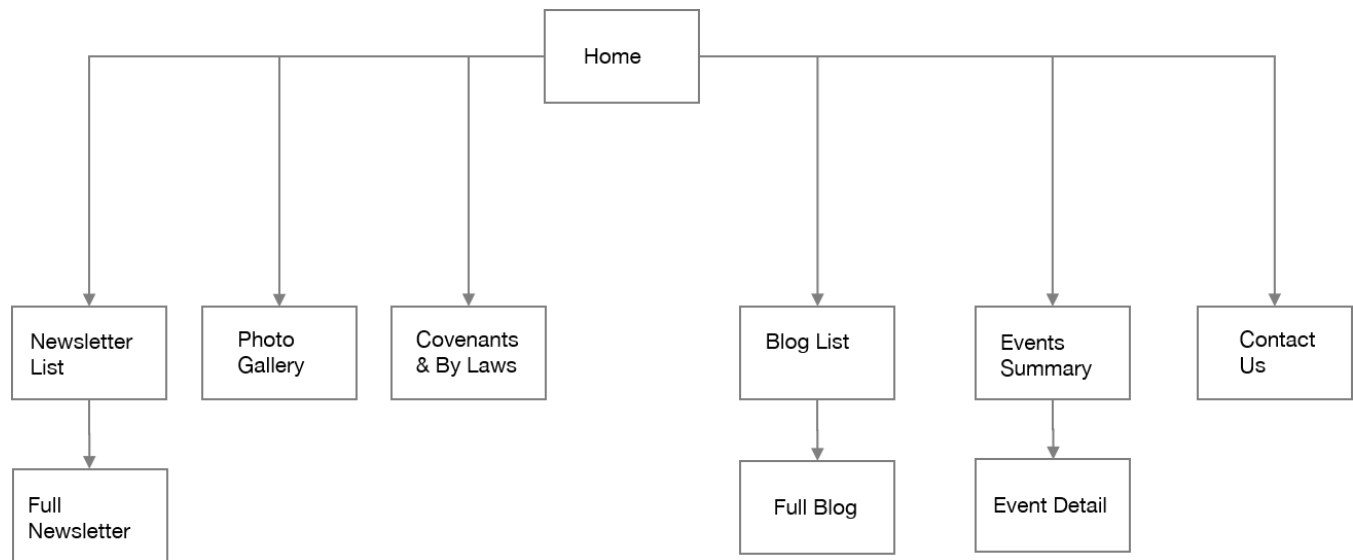 Home
Newsletter
List
Photo
Gallery
Covenants
& By Laws
Blog List
Events
Summary
Contact
Us
Full
Newsletter
Full Blog
Event Detail